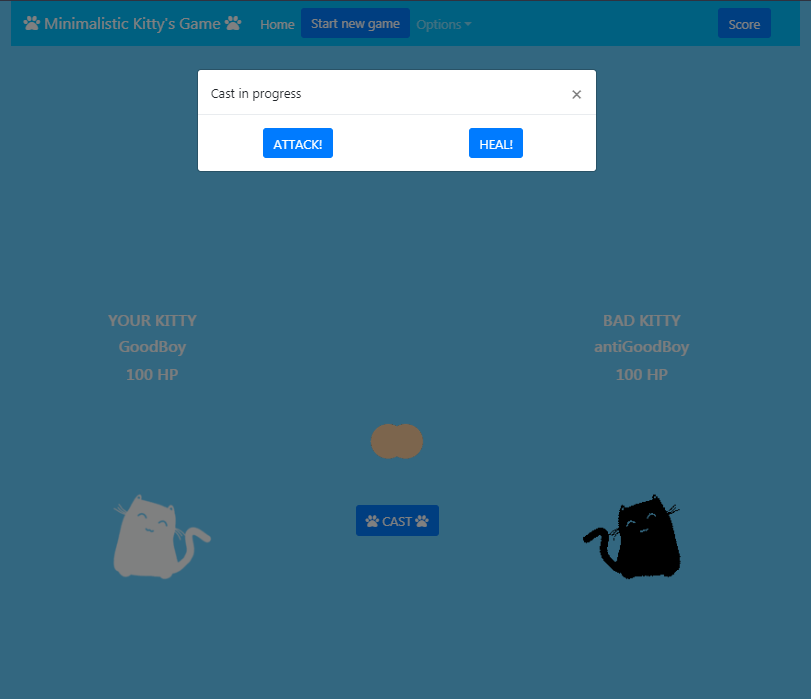 Minimalistic Kitty's Game Home Start new game Options Score
Cast in progress ×
ATTACK! HEAL!
YOUR KITTY BAD KITTY
GoodBoy antiGoodBoy
100 HP 100 HP
CAST